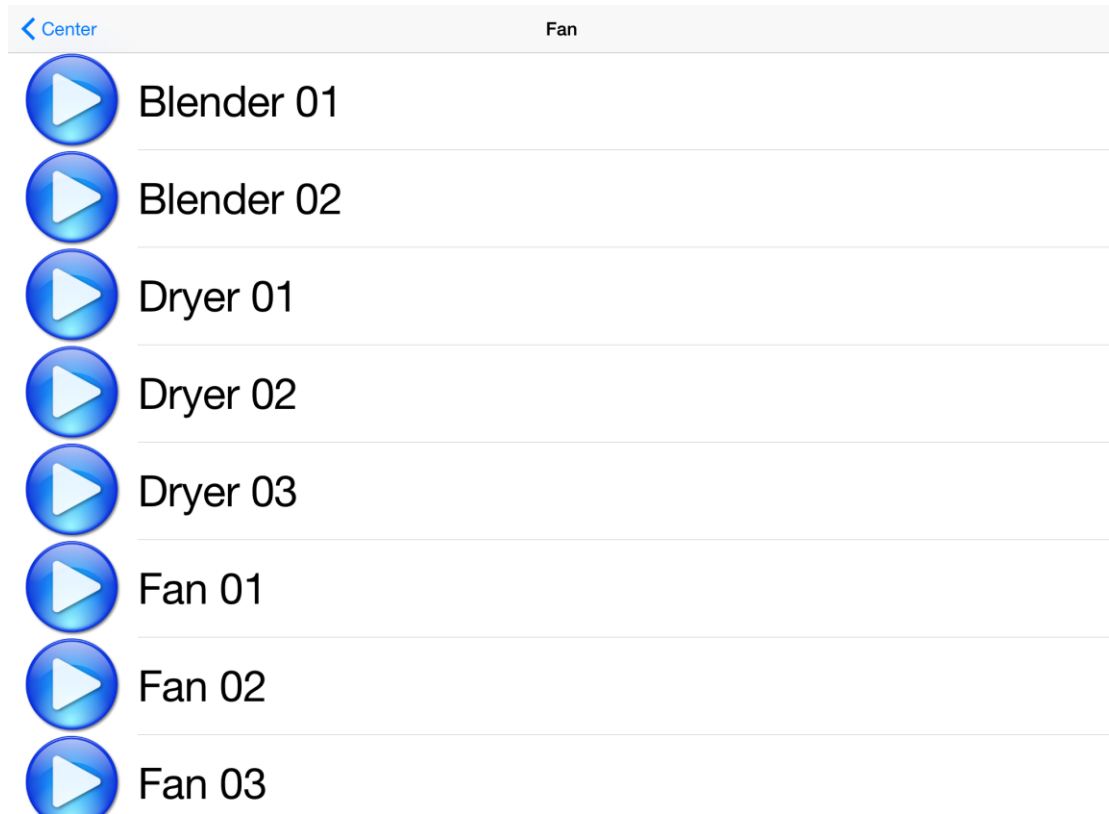 Center
Fan
Blender 01
Blender 02
Dryer 01
Dryer 02
Dryer 03
Fan 01
Fan 02
Fan 03